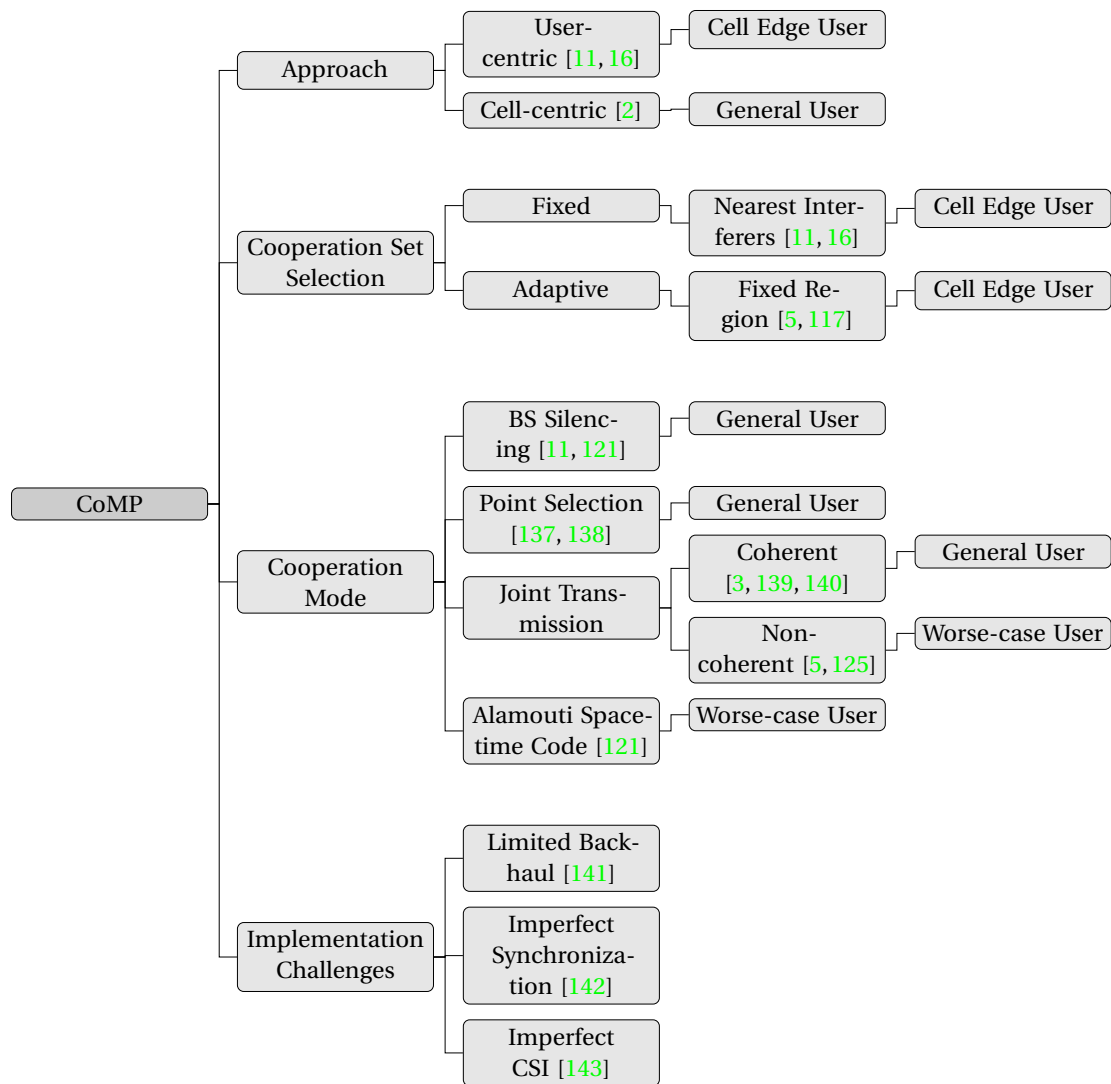 User-
centric [11, 16]
Cell Edge User
Approach
Cell-centric [2]
General User
Fixed
Nearest Inter-
ferers [11, 16]
Cell Edge User
Cooperation Set
Selection
Adaptive
Fixed Re-
gion [5, 117]
Cell Edge User
BS Silenc-
ing [11, 121]
General User
CoMP
Point Selection
[137, 138]
General User
Cooperation
Mode
Joint Trans-
mission
Coherent
[3, 139, 140]
General User
Non-
coherent [5, 125]
Worse-case User
Alamouti Space-
time Code [121]
Worse-case User
Limited Back-
haul [141]
Implementation
Challenges
Imperfect
Synchroniza-
tion [142]
Imperfect
CSI [143]